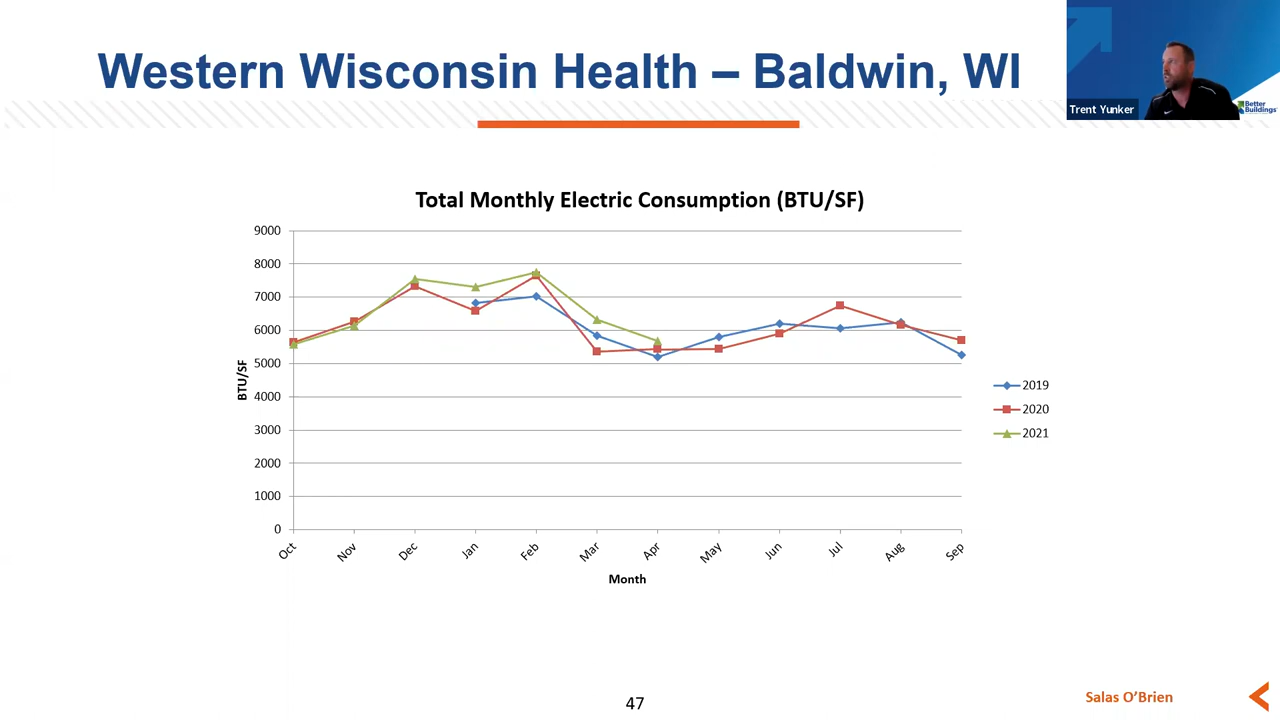 Western Wisconsin Health – Baldwin, WI
Trent Yunker
Better
Buildings
Total Monthly Electric Consumption (BTU/SF)
9000
8000
7000
6000
5000
4000
3000
2000
1000
0
BTU/SF
Oct
Nov
Dec
Jan
Feb
Mar
Apr
May
Jun
Jul
Aug
Sep
Month
2019
2020
2021
47
Salas O’Brien